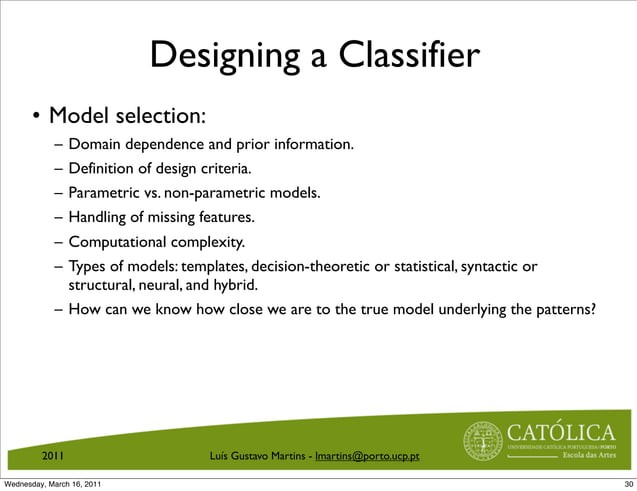 Designing a Classifier
• Model selection:
– Domain dependence and prior information.
– Definition of design criteria.
– Parametric vs. non-parametric models.
– Handling of missing features.
– Computational complexity.
– Types of models: templates, decision-theoretic or statistical, syntactic or
structural, neural, and hybrid.
– How can we know how close we are to the true model underlying the patterns?
CATÓLICA
UNIVERSIDADE CATÓLICA PORTUGUESA | PORTO
Escola das Artes
2011
Luís Gustavo Martins - lmartins@porto.ucp.pt
Wednesday, March 16, 2011
30